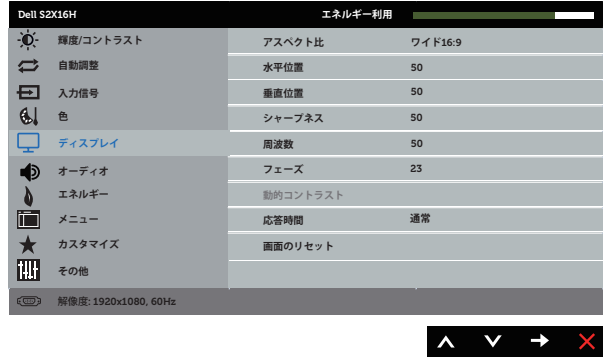 Dell S2X16H エネルギー利用
輝度/コントラスト アスペクト比 ワイド16:9
自動調整 水平位置 50
入力信号 垂直位置 50
色 シャープネス 50
ディスプレイ 周波数 50
オーディオ フェーズ 23
エネルギー 動的コントラスト
メニュー 応答時間 通常
カスタマイズ 画面のリセット
その他
解像度: 1920x1080, 60Hz